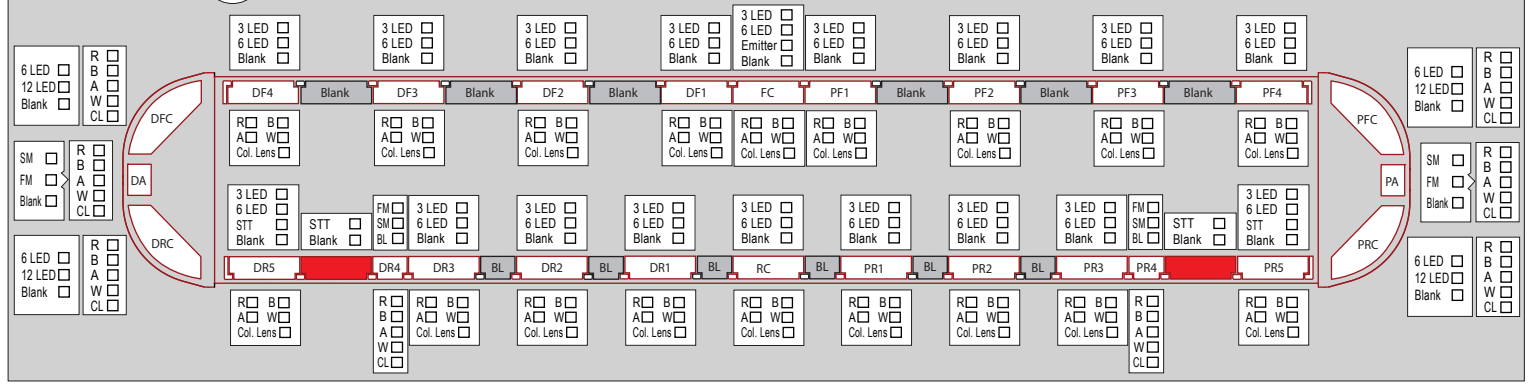 3 LED
6 LED
Blank
3 LED
6 LED
Blank
3 LED
6 LED
Blank
3 LED
6 LED
Blank
3 LED
6 LED
Emitter
Blank
3 LED
6 LED
Blank
3 LED
6 LED
Blank
3 LED
6 LED
Blank
3 LED
6 LED
Blank
6 LED
12 LED
Blank
R
B
A
W
CL
DFC
DF4 Blank DF3 Blank DF2 Blank DF1 FC PF1 Blank PF2 Blank PF3 Blank PF4
PFC
6 LED
12 LED
Blank
R
B
A
W
CL
R B
A W
Col. Lens
R B
A W
Col. Lens
R B
A W
Col. Lens
R B
A W
Col. Lens
R B
A W
Col. Lens
R B
A W
Col. Lens
R B
A W
Col. Lens
R B
A W
Col. Lens
R B
A W
Col. Lens
SM
FM
Blank
R
B
A
W
CL
DA
PA
SM
FM
Blank
R
B
A
W
CL
3 LED
6 LED
STT
Blank
STT
Blank
FM
SM
BL
3 LED
6 LED
Blank
3 LED
6 LED
Blank
3 LED
6 LED
Blank
3 LED
6 LED
Blank
3 LED
6 LED
Blank
3 LED
6 LED
Blank
3 LED
6 LED
Blank
FM
SM
BL
STT
Blank
3 LED
6 LED
STT
Blank
6 LED
12 LED
Blank
R
B
A
W
CL
DRC
DR5 DR4 DR3 BL DR2 BL DR1 BL RC BL PR1 BL PR2 BL PR3 PR4 PR5
PRC
6 LED
12 LED
Blank
R
B
A
W
CL
R B
A W
Col. Lens
R
B
A
W
CL
R B
A W
Col. Lens
R B
A W
Col. Lens
R B
A W
Col. Lens
R B
A W
Col. Lens
R B
A W
Col. Lens
R B
A W
Col. Lens
R B
A W
Col. Lens
R
B
A
W
CL
R B
A W
Col. Lens